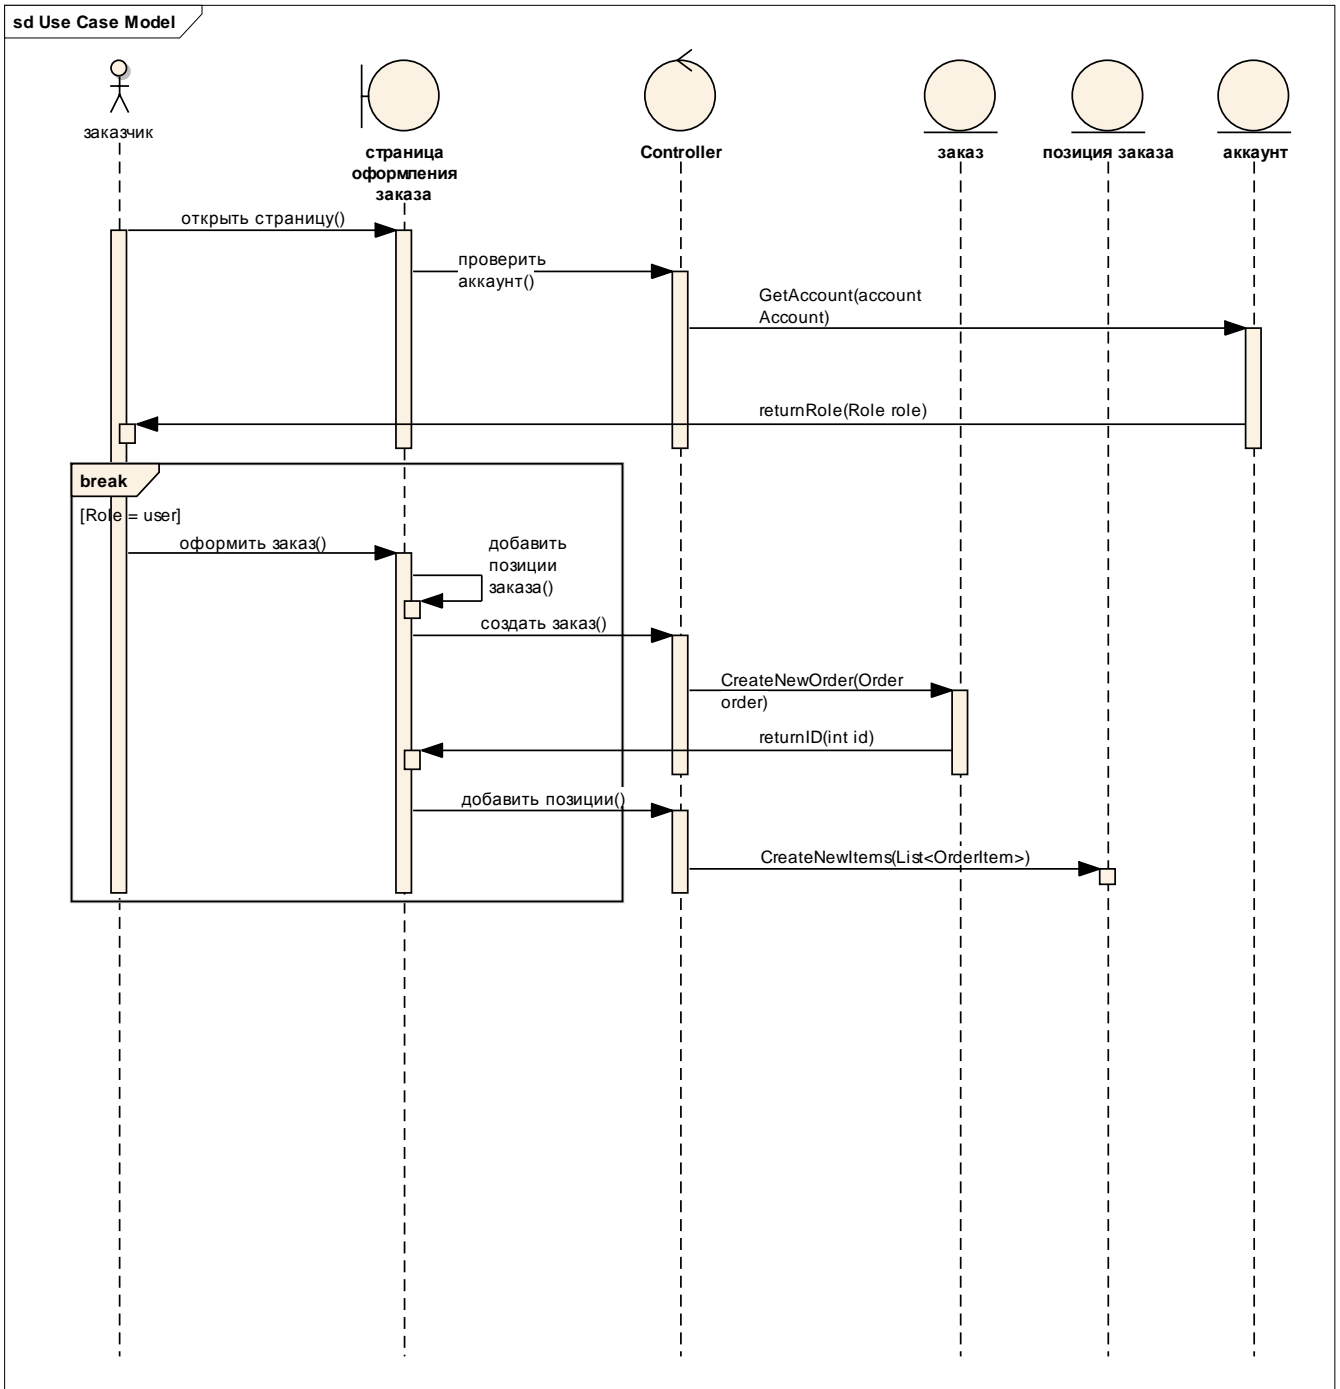 sd Use Case Model
заказчик
страница
оформления
заказа
Controller
заказ
позиция заказа
аккаунт
открыть страницу()
проверить
аккаунт()
GetAccount(account
Account)
returnRole(Role role)
break
[Role = user]
оформить заказ()
добавить
позиции
заказа()
создать заказ()
CreateNewOrder(Order
order)
returnID(int id)
добавить позиции()
CreateNewItems(List<OrderItem>)